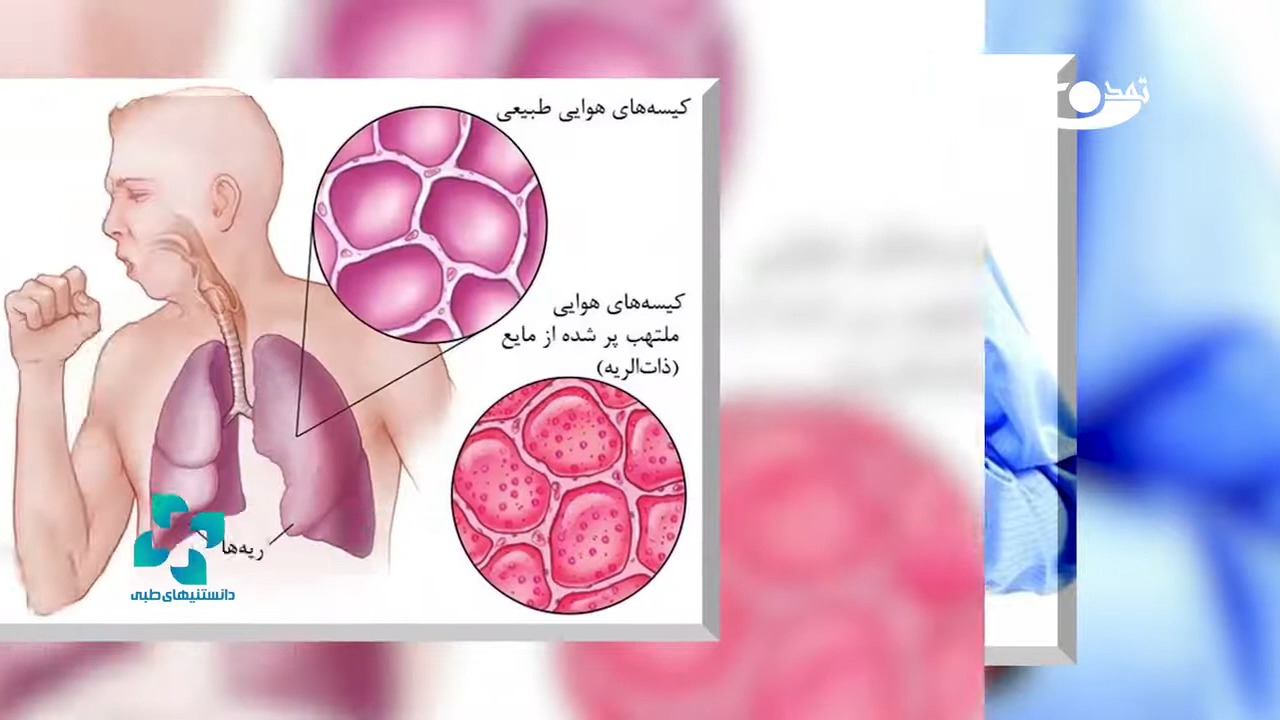 تمدن
کیسه‌های هوایی طبیعی
کیسه‌های هوایی
ملتهب پر شده از مایع
(ذات‌الریه)
ریه‌ها
دانستنیهای طبی